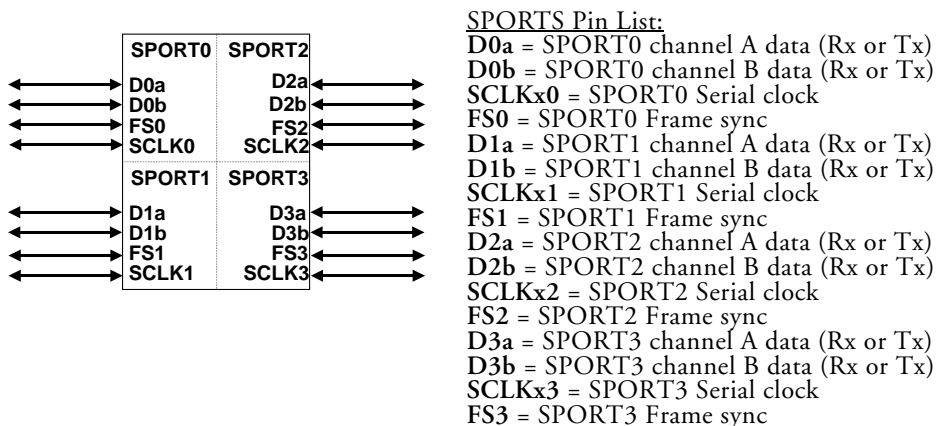 SPORT0 SPORT2
D0a
D0b
FS0
SCLK0
D2a
D2b
FS2
SCLK2
SPORT1 SPORT3
D1a
D1b
FS1
SCLK1
D3a
D3b
FS3
SCLK3
SPORTS Pin List:
D0a = SPORT0 channel A data (Rx or Tx)
D0b = SPORT0 channel B data (Rx or Tx)
SCLKx0 = SPORT0 Serial clock
FS0 = SPORT0 Frame sync
D1a = SPORT1 channel A data (Rx or Tx)
D1b = SPORT1 channel B data (Rx or Tx)
SCLKx1 = SPORT1 Serial clock
FS1 = SPORT1 Frame sync
D2a = SPORT2 channel A data (Rx or Tx)
D2b = SPORT2 channel B data (Rx or Tx)
SCLKx2 = SPORT2 Serial clock
FS2 = SPORT2 Frame sync
D3a = SPORT3 channel A data (Rx or Tx)
D3b = SPORT3 channel B data (Rx or Tx)
SCLKx3 = SPORT3 Serial clock
FS3 = SPORT3 Frame sync